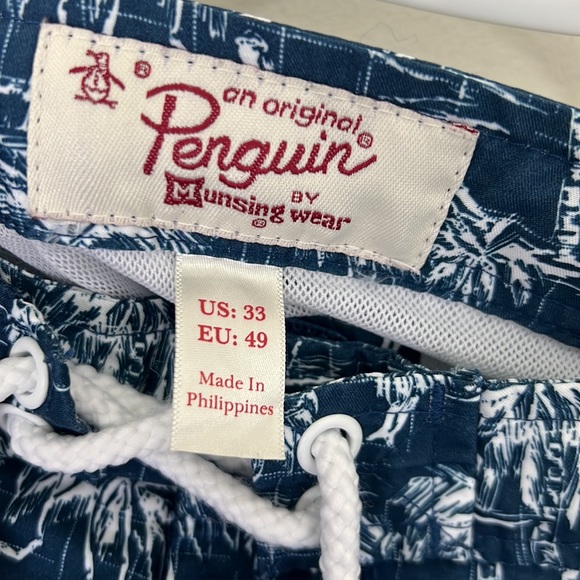 an original®
Penguin
BY
Munsingwear
®
US: 33
EU: 49
Made In
Philippines